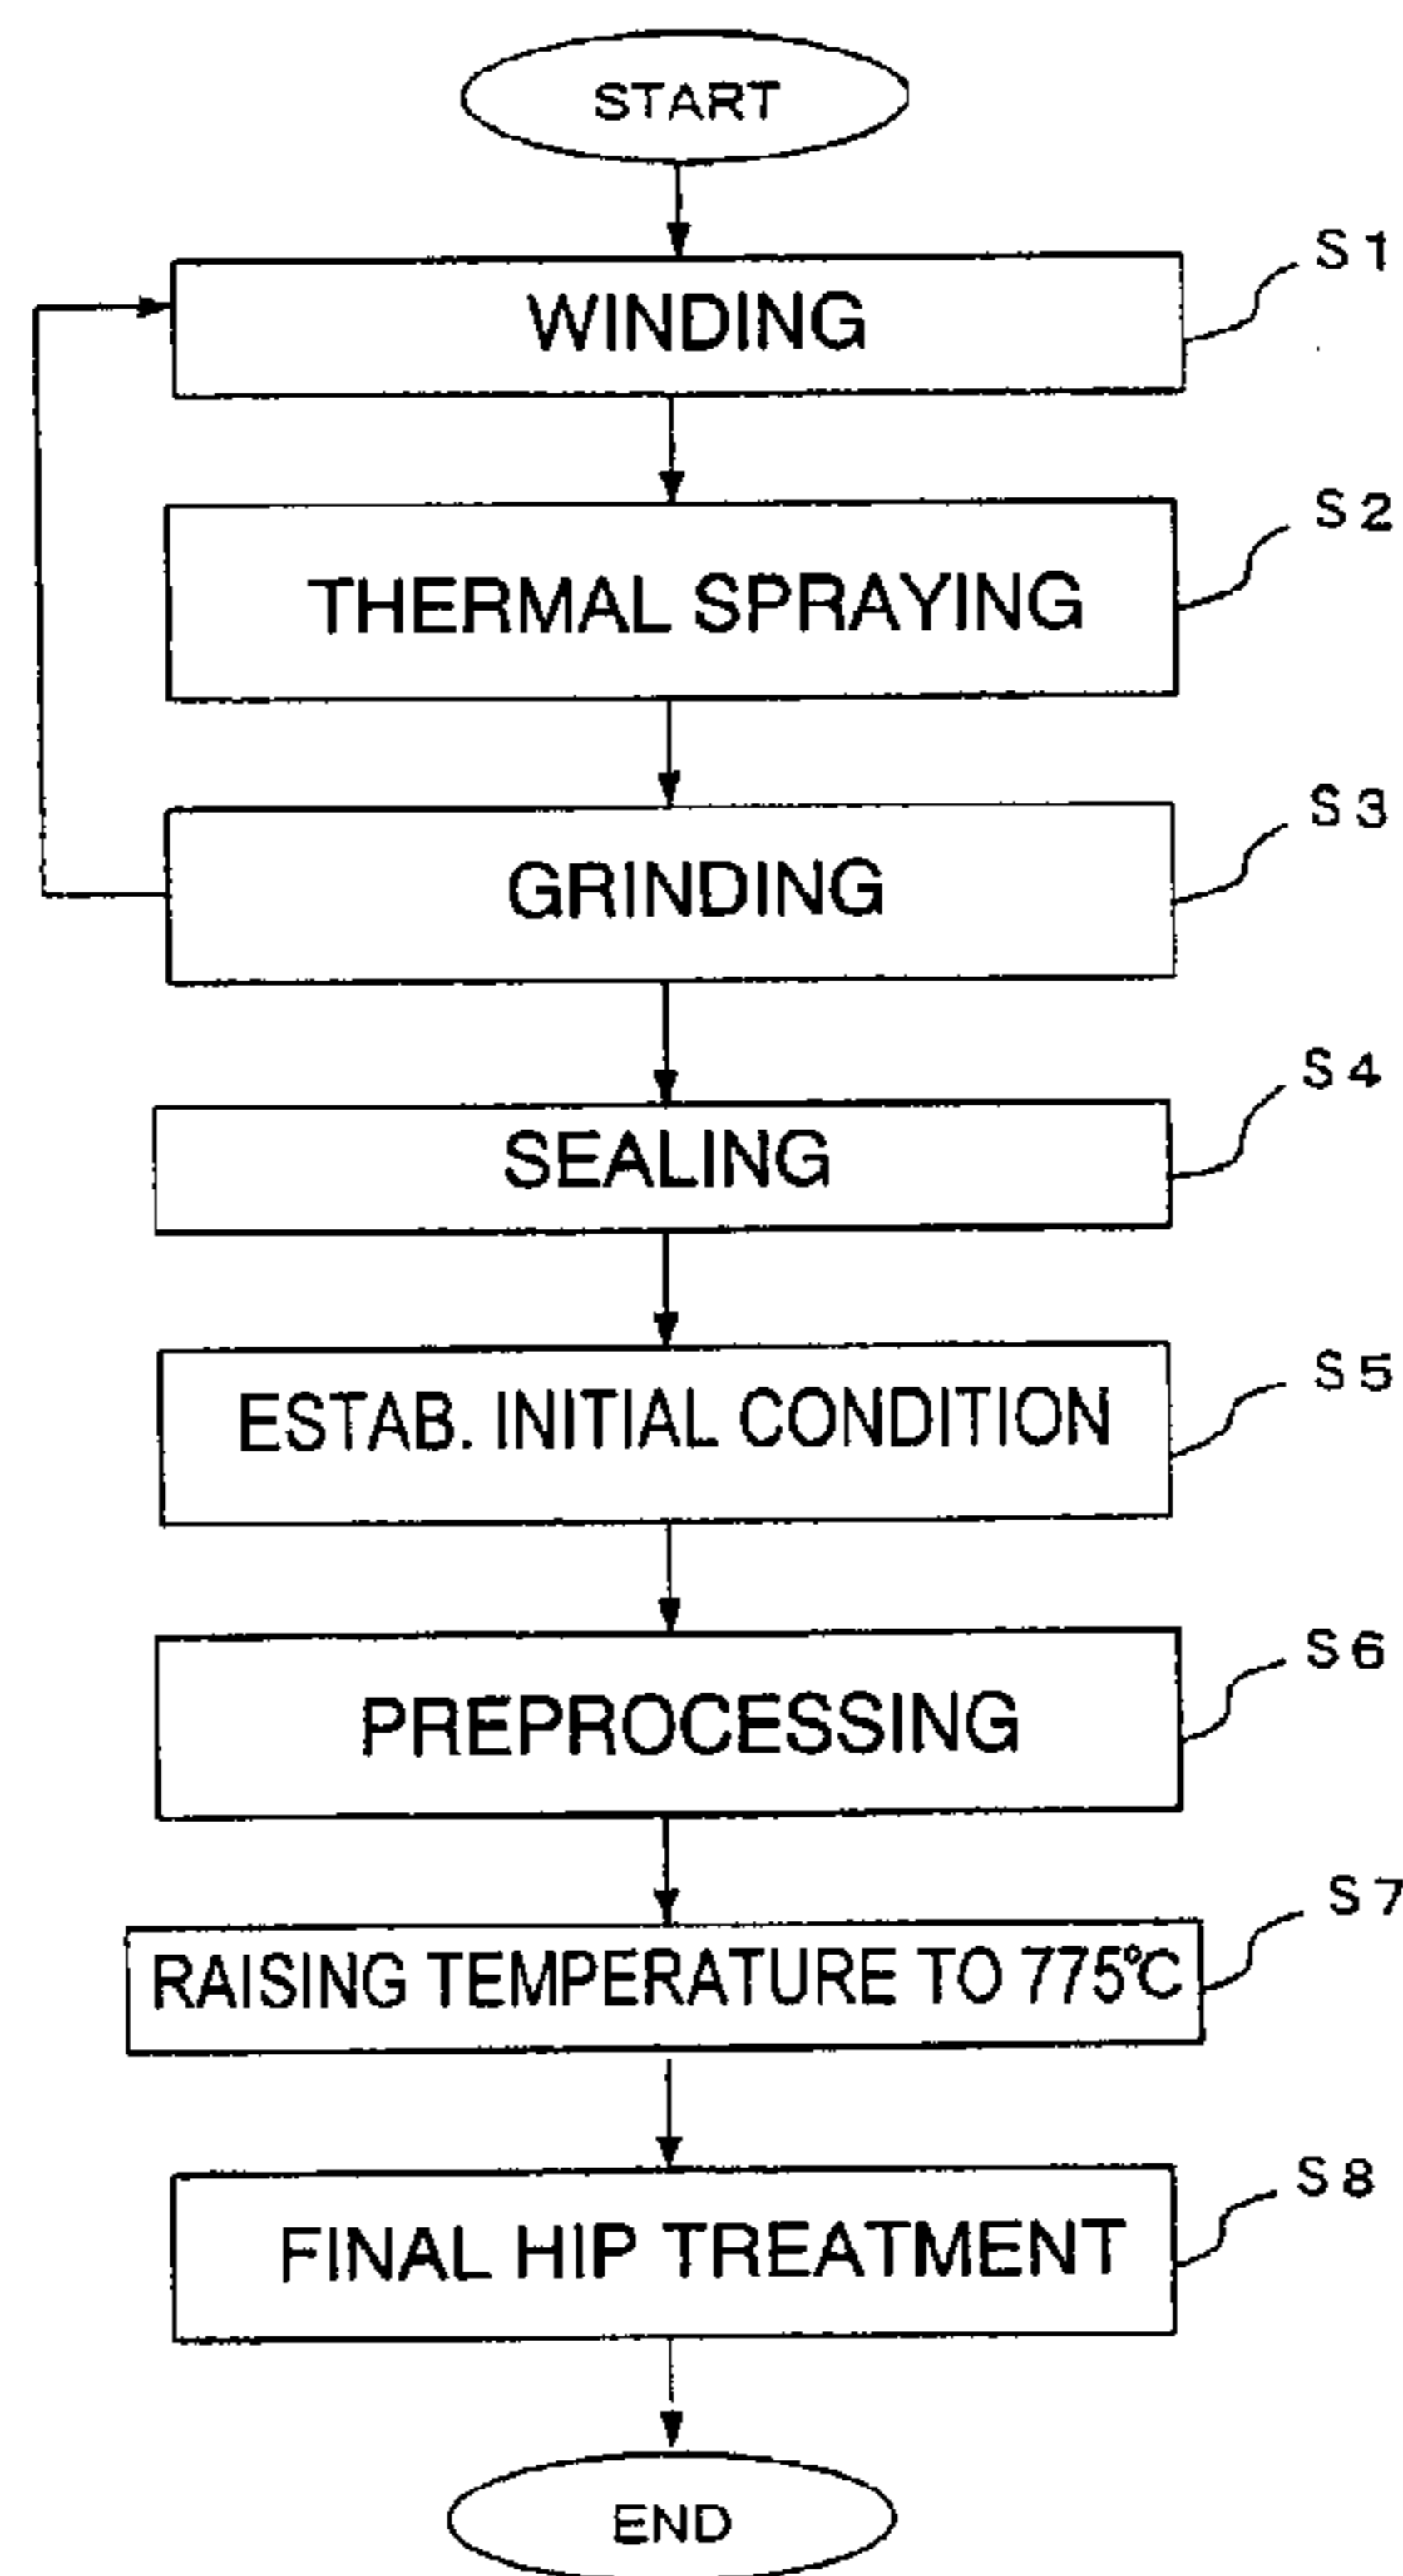 START
WINDING
S1
THERMAL SPRAYING
S2
GRINDING
S3
SEALING
S4
ESTAB. INITIAL CONDITION
S5
PREPROCESSING
S6
RAISING TEMPERATURE TO 775°C
S7
FINAL HIP TREATMENT
S8
END